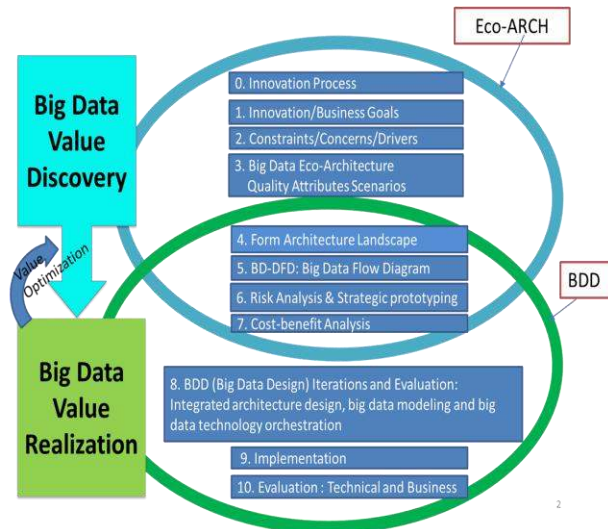 Eco-ARCH
Big Data
Value
Discovery
0. Innovation Process
1. Innovation/Business Goals
2. Constraints/Concerns/Drivers
3. Big Data Eco-Architecture
Quality Attributes Scenarios
4. Form Architecture Landscape
5. BD-DFD: Big Data Flow Diagram
6. Risk Analysis & Strategic prototyping
7. Cost-benefit Analysis
Value
Optimization
BDD
Big Data
Value
Realization
8. BDD (Big Data Design) Iterations and Evaluation:
Integrated architecture design, big data modeling and big
data technology orchestration
9. Implementation
10. Evaluation : Technical and Business
2